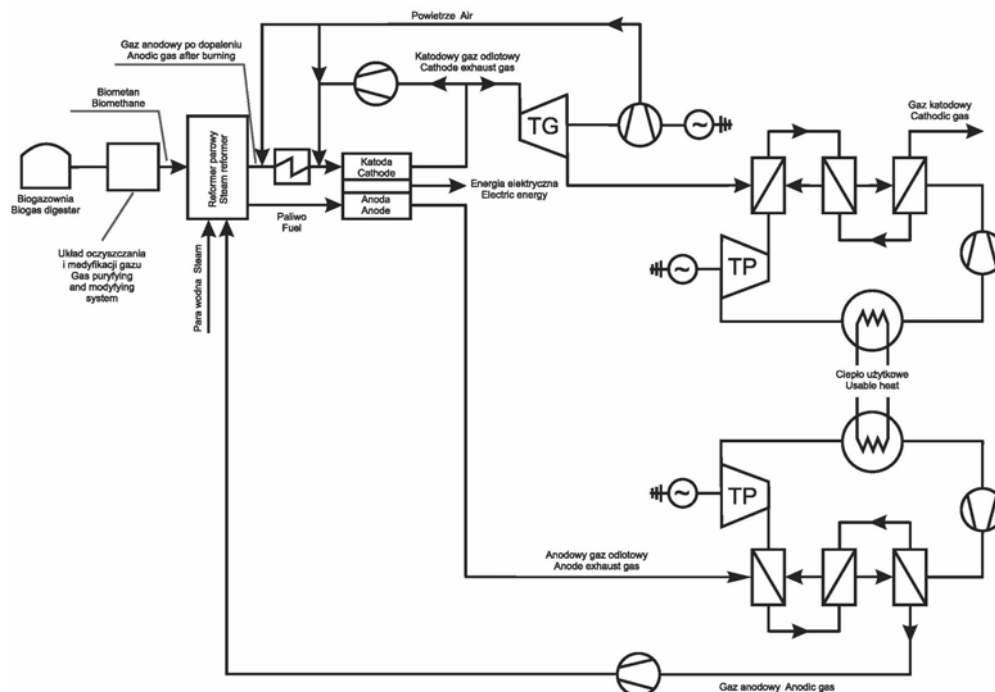 Powietrze Air
Gaz anodowy po dopaleniu
Anodic gas after burning
Katodowy gaz odlotowy
Cathode exhaust gas
Biometan
Biomethane
TG
~
Gaz katodowy
Cathodic gas
Reformer parowy
Steam reformer
Katoda
Cathode
Anoda
Anode
Energia elektryczna
Electric energy
Biogazownia
Biogas digester
Paliwo
Fuel
Układ oczyszczania
i medyfikacji gazu
Gas puryfying
and modyfying
system
Para wodna Steam
~
TP
Ciepło użytkowe
Usable heat
~
TP
Anodowy gaz odlotowy
Anode exhaust gas
Gaz anodowy Anodic gas